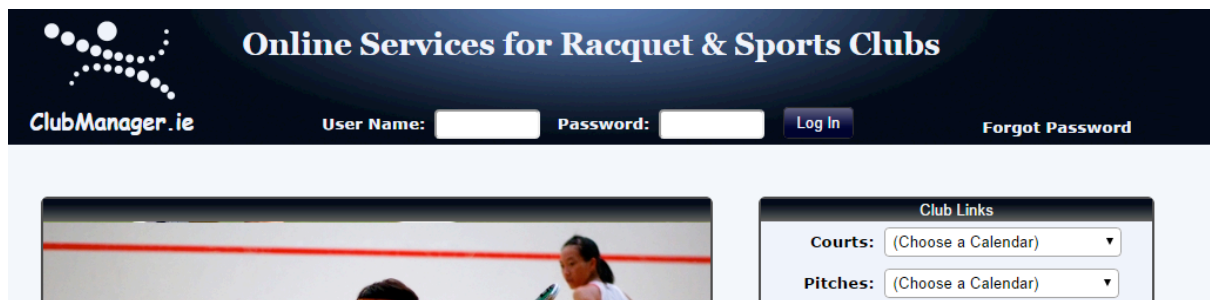 Online Services for Racquet & Sports Clubs
ClubManager.ie
User Name: Password: Log In Forgot Password
Club Links
Courts: (Choose a Calendar)
Pitches: (Choose a Calendar)